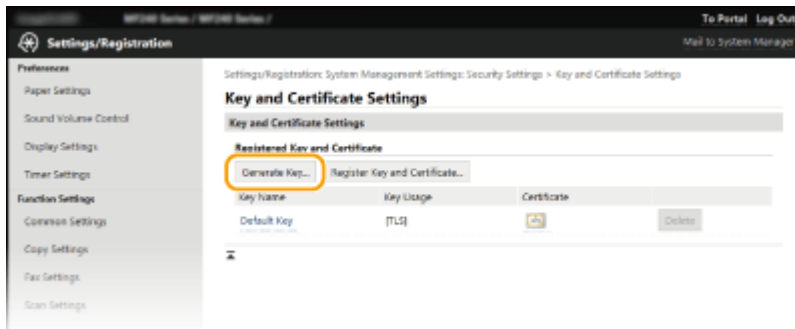 MF240 Series / MF240 Series /
To Portal Log Out
Settings/Registration
Mail to System Manager
Preferences
Paper Settings
Sound Volume Control
Display Settings
Timer Settings
Function Settings
Common Settings
Copy Settings
Fax Settings
Scan Settings
Settings/Registration: System Management Settings: Security Settings > Key and Certificate Settings
Key and Certificate Settings
Key and Certificate Settings
Registered Key and Certificate
Generate Key...
Register Key and Certificate...
Key Name Key Usage Certificate
Default Key [TLS] Delete